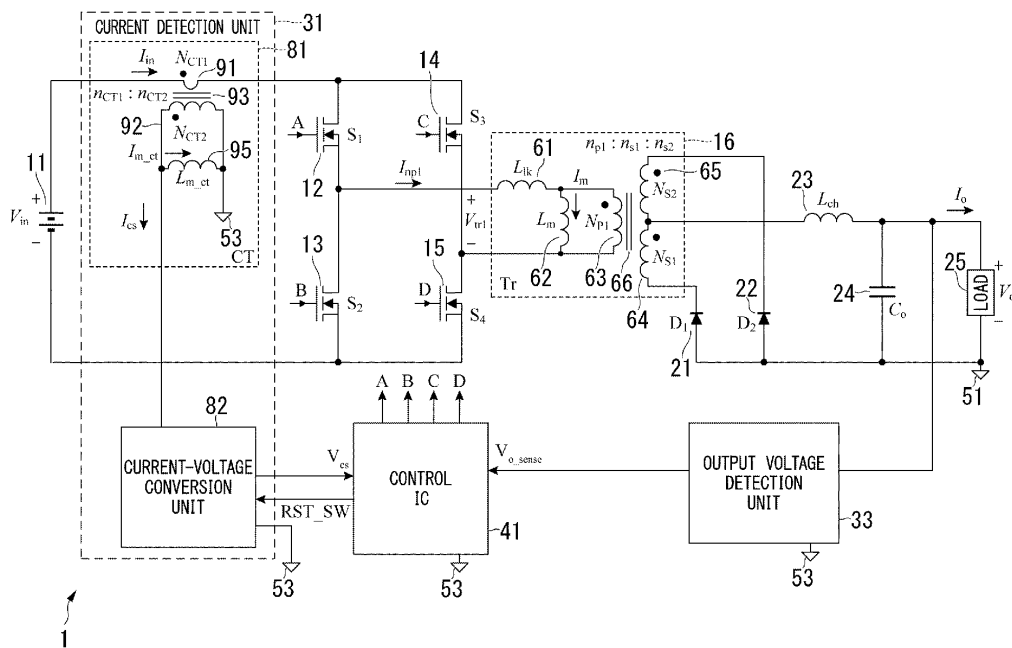 CURRENT DETECTION UNIT
31
81
I_in
N_CT1
91
n_CT1 : n_CT2
93
92
N_CT2
I_m_ct
95
L_m_ct
I_cs
53
CT
11
+
V_in
−
A
S_1
12
14
C
S_3
13
B
S_2
15
D
S_4
I_np1
+
V_tr1
−
L_lk
61
I_m
L_m
62
N_P1
63
n_p1 : n_s1 : n_s2
16
65
N_S2
N_S1
64
66
Tr
D_1
21
22
D_2
23
L_ch
24
C_o
I_o
25
LOAD
+
V_o
−
51
A B C D
82
CURRENT-VOLTAGE
CONVERSION
UNIT
V_cs
RST_SW
53
CONTROL
IC
41
53
V_o_sense
OUTPUT VOLTAGE
DETECTION
UNIT
33
53
1